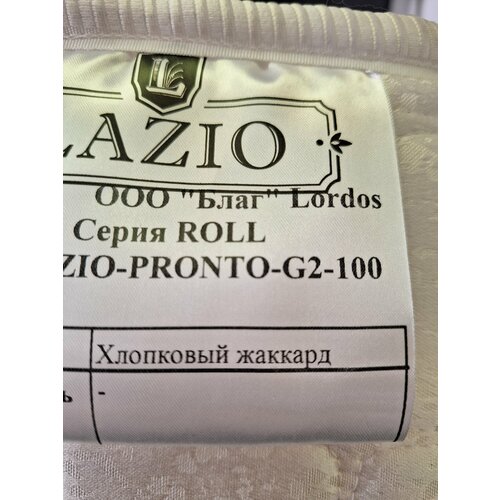 L
LAZIO
ООО "Благ" Lordos
Серия ROLL
ZIO-PRONTO-G2-100
Хлопковый жаккард
ь -